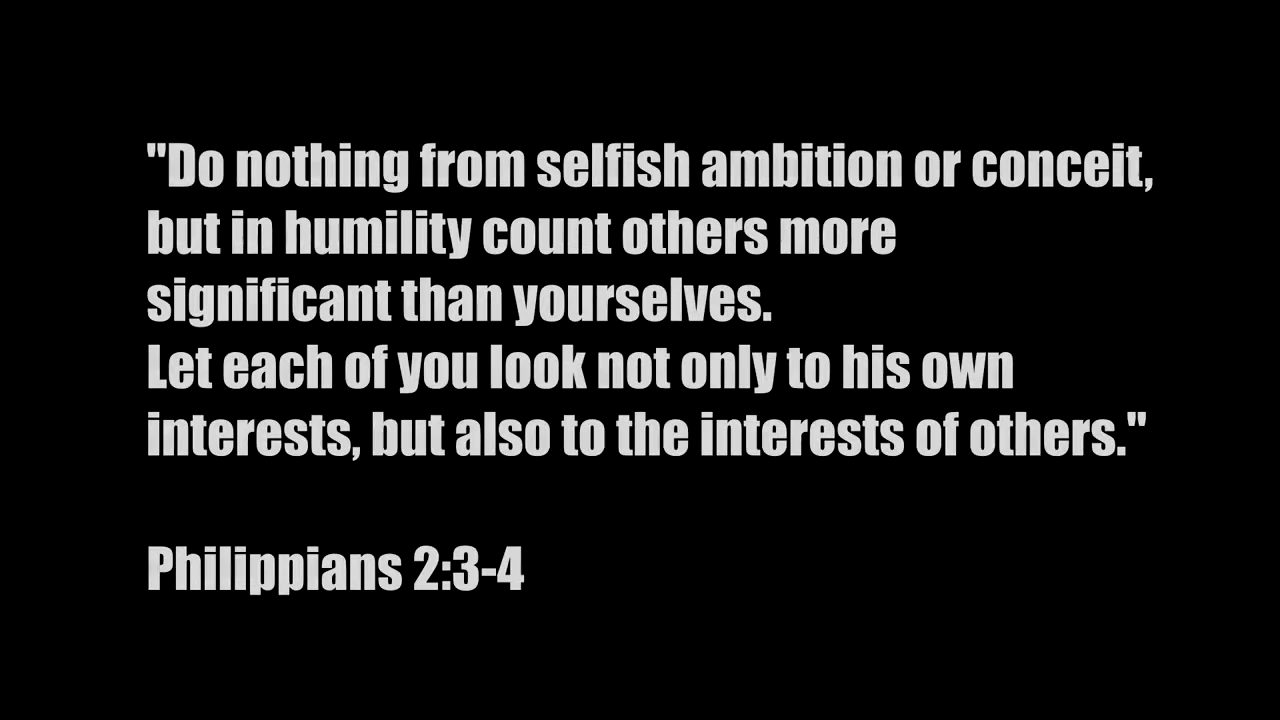 "Do nothing from selfish ambition or conceit,
but in humility count others more
significant than yourselves.
Let each of you look not only to his own
interests, but also to the interests of others."
Philippians 2:3-4